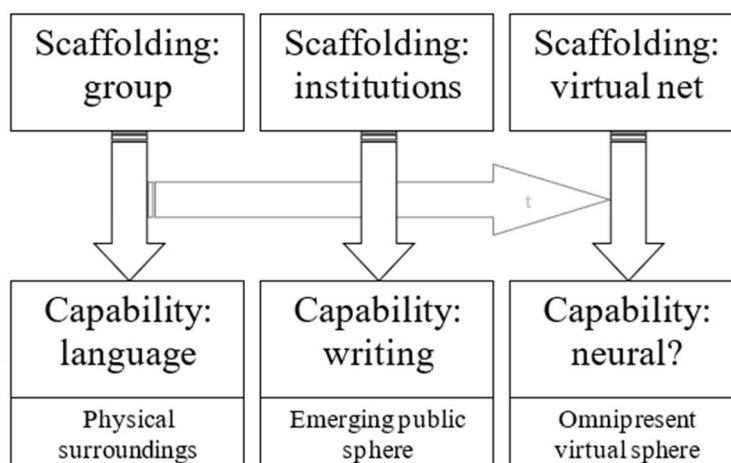 Scaffolding:
group
Scaffolding:
institutions
Scaffolding:
virtual net
t
Capability:
language
Capability:
writing
Capability:
neural?
Physical
surroundings
Emerging public
sphere
Omnipresent
virtual sphere